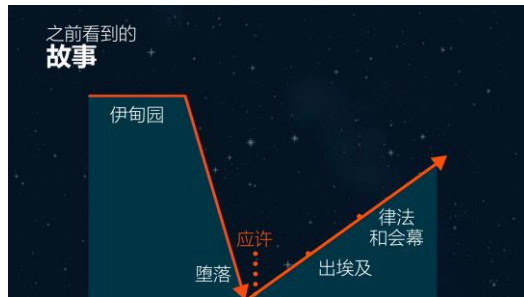 之前看到的
故事
伊甸园
应许
堕落
出埃及
律法
和会幕